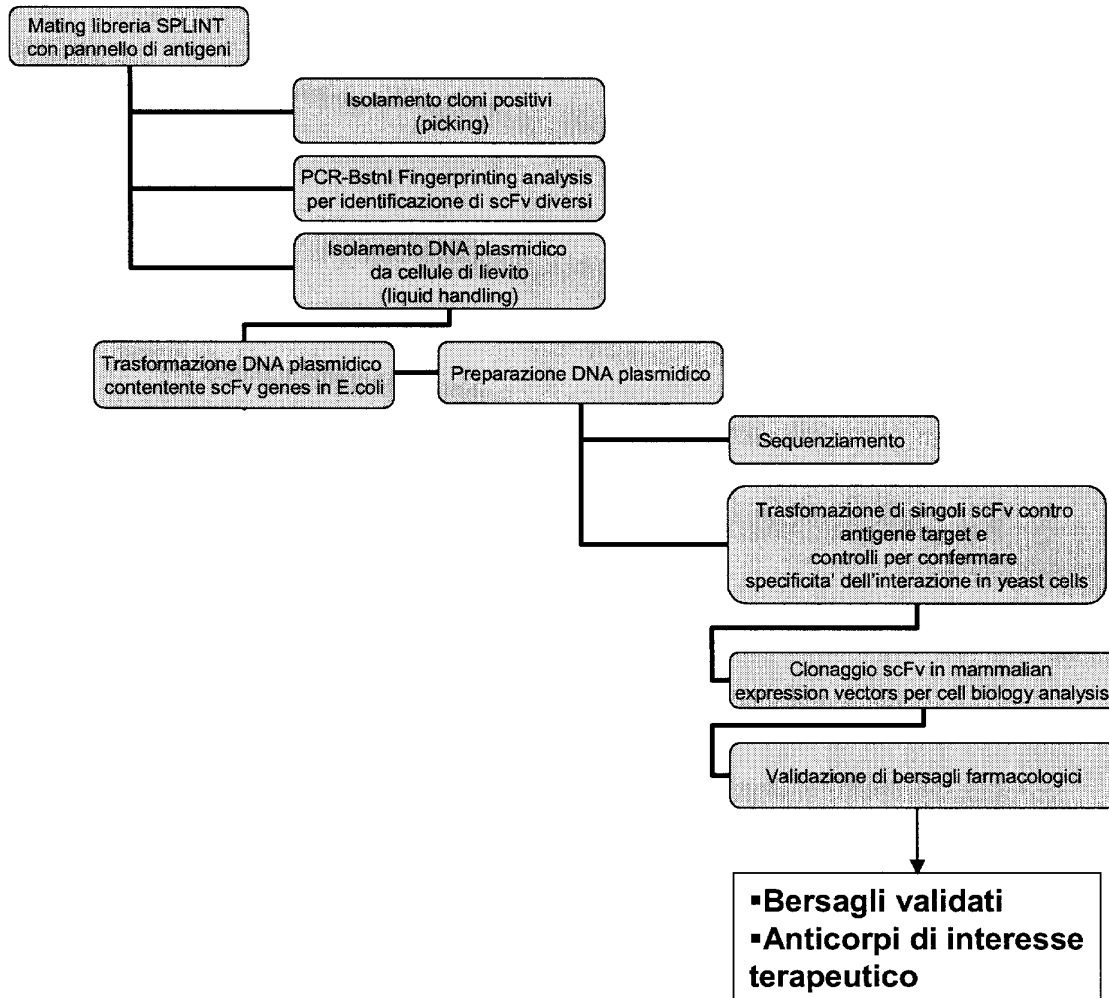 Mating libreria SPLINT
con pannello di antigeni
Isolamento cloni positivi
(picking)
PCR-BstnI Fingerprinting analysis
per identificazione di scFv diversi
Isolamento DNA plasmidico
da cellule di lievito
(liquid handling)
Trasformazione DNA plasmidico
contentente scFv genes in E.coli
Preparazione DNA plasmidico
Sequenziamento
Trasfomazione di singoli scFv contro
antigene target e
controlli per confermare
specificita' dell'interazione in yeast cells
Clonaggio scFv in mammalian
expression vectors per cell biology analysis
Validazione di bersagli farmacologici
▪Bersagli validati
▪Anticorpi di interesse
terapeutico